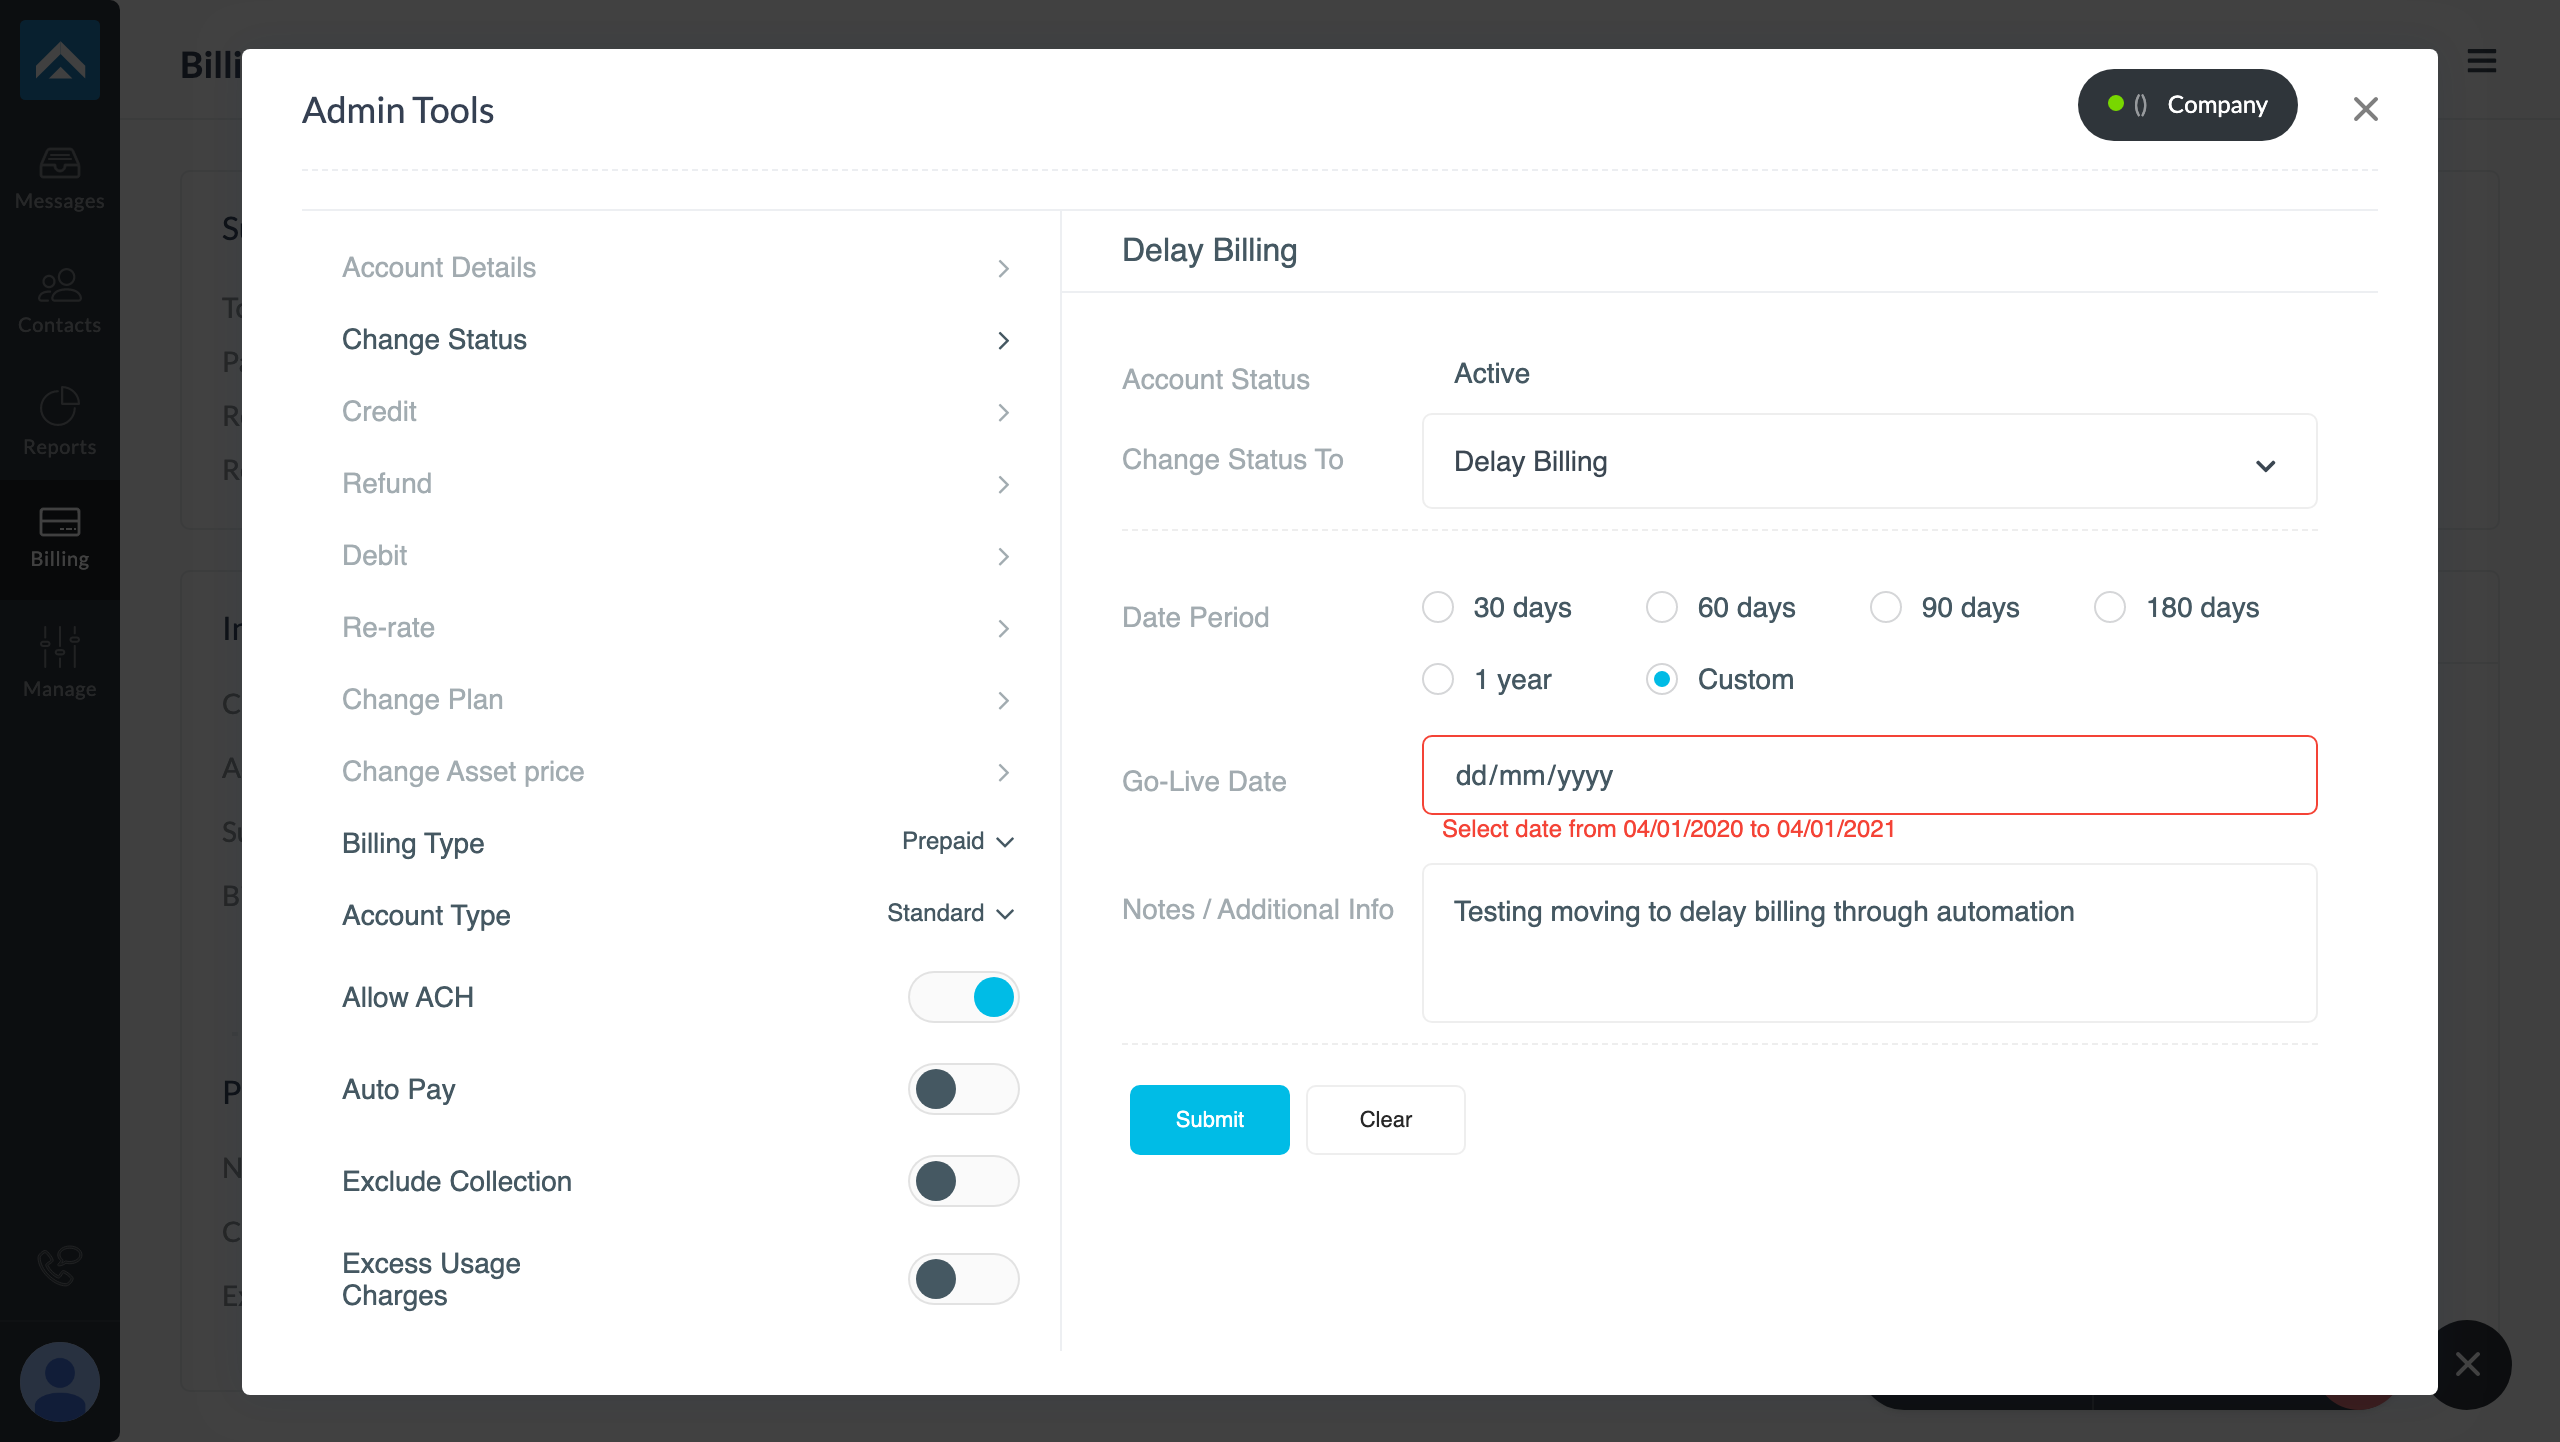 Billi
Admin Tools
() Company
Messages
Contacts
Reports
Billing
Manage
Account Details
Change Status
Credit
Refund
Debit
Re-rate
Change Plan
Change Asset price
Billing Type
Prepaid
Account Type
Standard
Allow ACH
Auto Pay
Exclude Collection
Excess Usage
Charges
Delay Billing
Account Status
Active
Change Status To
Delay Billing
Date Period
30 days
60 days
90 days
180 days
1 year
Custom
Go-Live Date
dd/mm/yyyy
Select date from 04/01/2020 to 04/01/2021
Notes / Additional Info
Testing moving to delay billing through automation
Submit
Clear